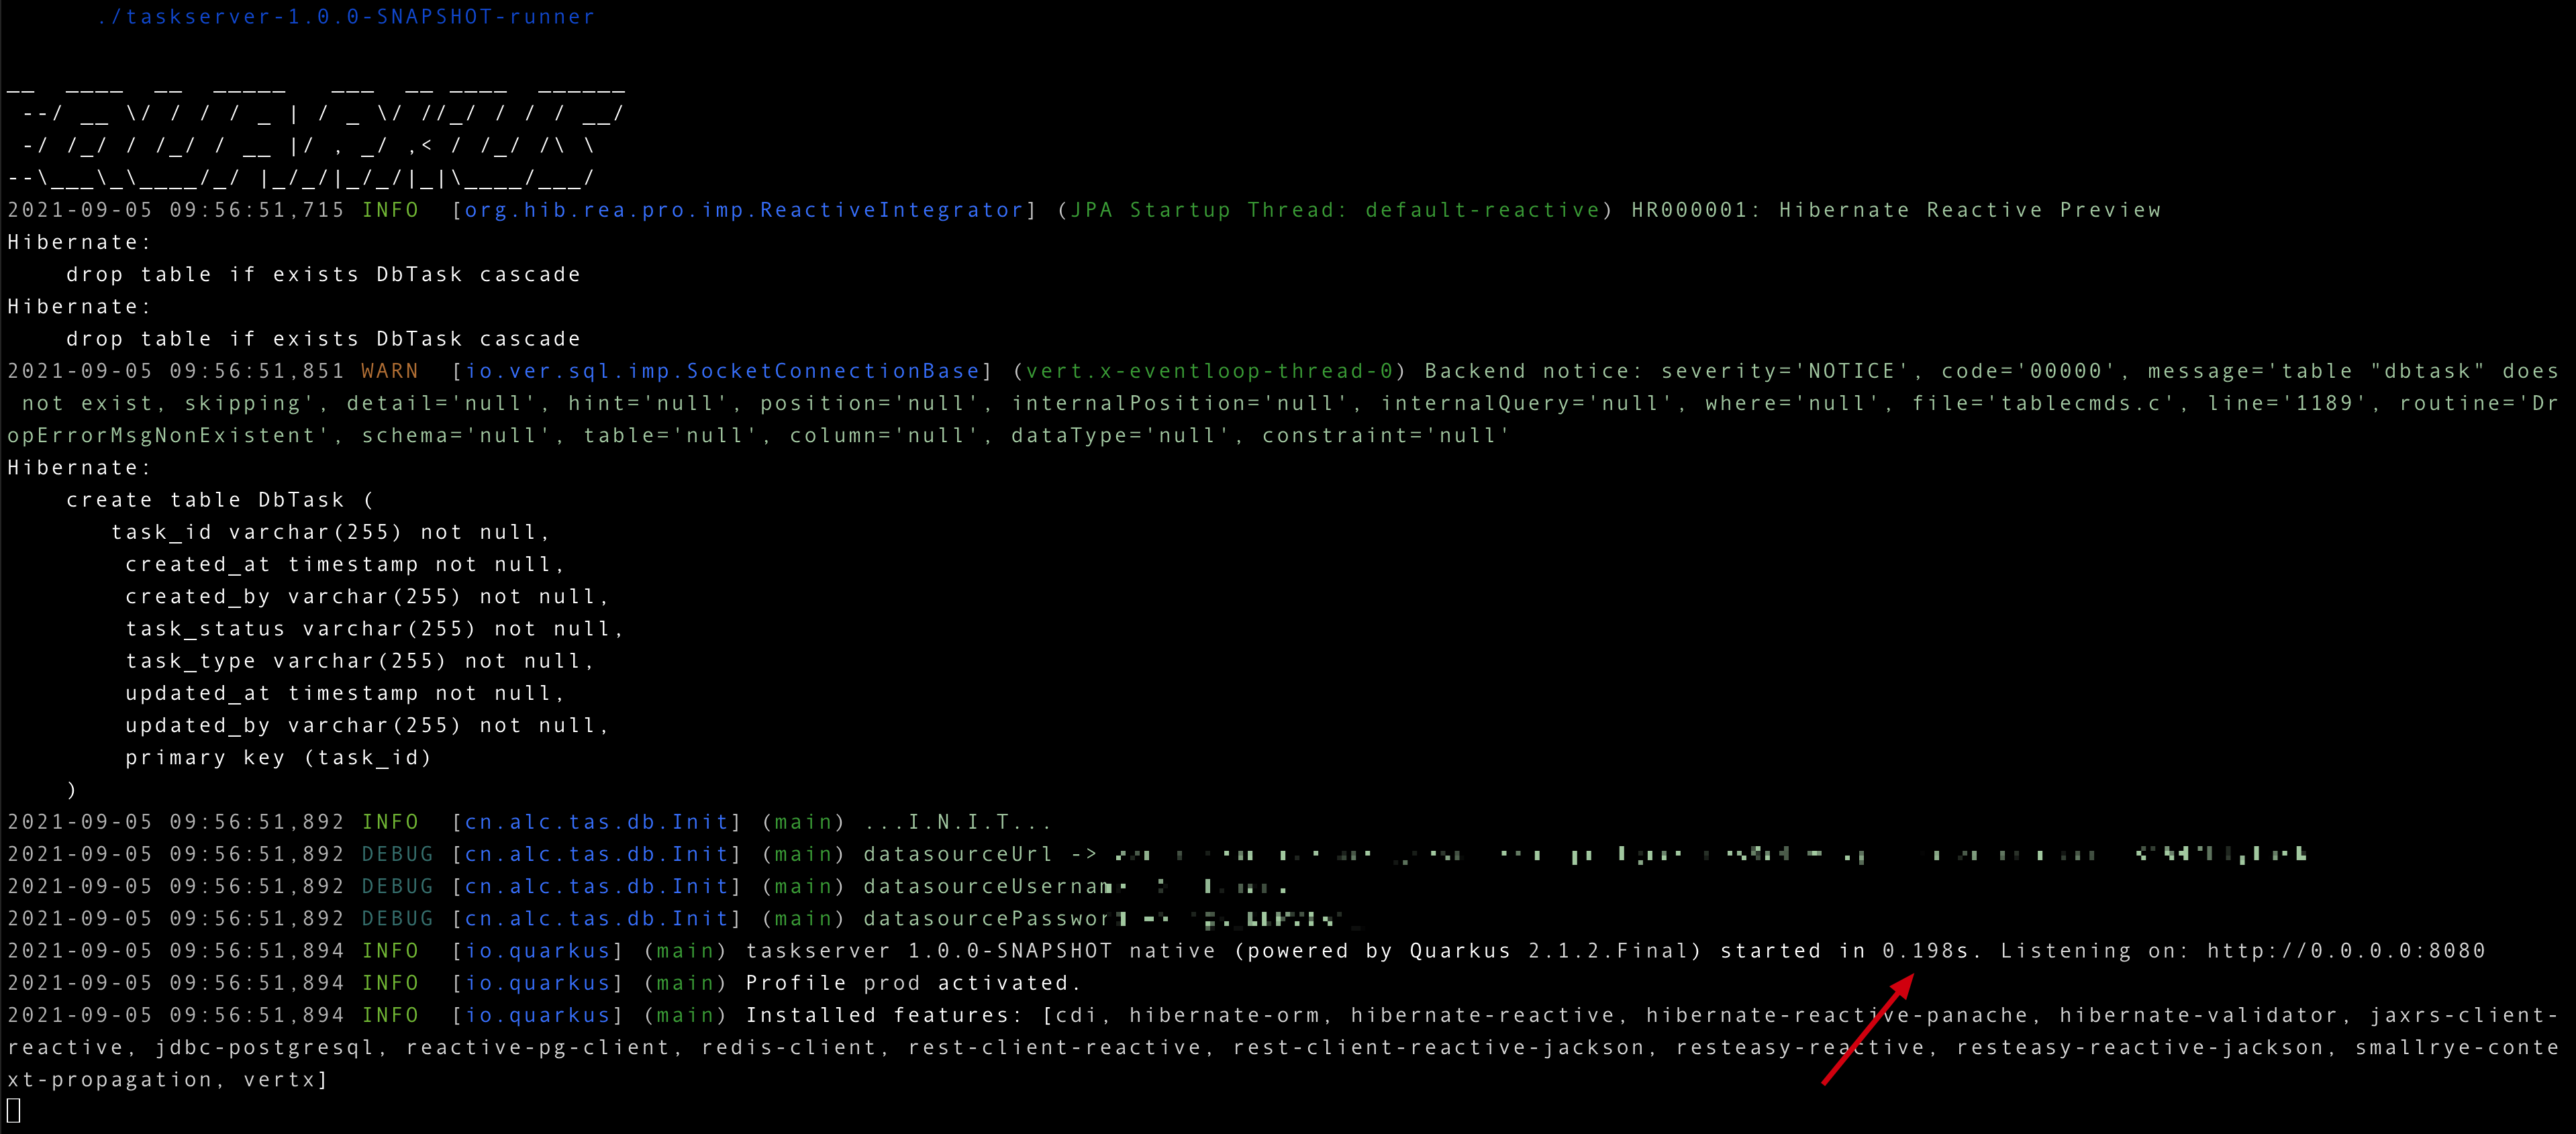 ./taskserver-1.0.0-SNAPSHOT-runner
__  ____  __  _____   ___  __ ____  ______
 --/ __ \/ / / / _ | / _ \/ //_/ / / / __/
 -/ /_/ / /_/ / __ |/ , _/ ,< / /_/ /\ \
--\___\_\____/_/ |_/_/|_/_/|_|\____/___/
2021-09-05 09:56:51,715 INFO  [org.hib.rea.pro.imp.ReactiveIntegrator] (JPA Startup Thread: default-reactive) HR000001: Hibernate Reactive Preview
Hibernate:
    drop table if exists DbTask cascade
Hibernate:
    drop table if exists DbTask cascade
2021-09-05 09:56:51,851 WARN  [io.ver.sql.imp.SocketConnectionBase] (vert.x-eventloop-thread-0) Backend notice: severity='NOTICE', code='00000', message='table "dbtask" does
 not exist, skipping', detail='null', hint='null', position='null', internalPosition='null', internalQuery='null', where='null', file='tablecmds.c', line='1189', routine='Dr
opErrorMsgNonExistent', schema='null', table='null', column='null', dataType='null', constraint='null'
Hibernate:
    create table DbTask (
       task_id varchar(255) not null,
        created_at timestamp not null,
        created_by varchar(255) not null,
        task_status varchar(255) not null,
        task_type varchar(255) not null,
        updated_at timestamp not null,
        updated_by varchar(255) not null,
        primary key (task_id)
    )
2021-09-05 09:56:51,892 INFO  [cn.alc.tas.db.Init] (main) ...I.N.I.T...
2021-09-05 09:56:51,892 DEBUG [cn.alc.tas.db.Init] (main) datasourceUrl ->
2021-09-05 09:56:51,892 DEBUG [cn.alc.tas.db.Init] (main)
2021-09-05 09:56:51,892 DEBUG [cn.alc.tas.db.Init] (main)
2021-09-05 09:56:51,894 INFO  [io.quarkus] (main) taskserver 1.0.0-SNAPSHOT native (powered by Quarkus 2.1.2.Final) started in 0.198s. Listening on: http://0.0.0.0:8080
2021-09-05 09:56:51,894 INFO  [io.quarkus] (main) Profile prod activated.
2021-09-05 09:56:51,894 INFO  [io.quarkus] (main) Installed features: [cdi, hibernate-orm, hibernate-reactive, hibernate-reactive-panache, hibernate-validator, jaxrs-client-
reactive, jdbc-postgresql, reactive-pg-client, redis-client, rest-client-reactive, rest-client-reactive-jackson, resteasy-reactive, resteasy-reactive-jackson, smallrye-conte
xt-propagation, vertx]